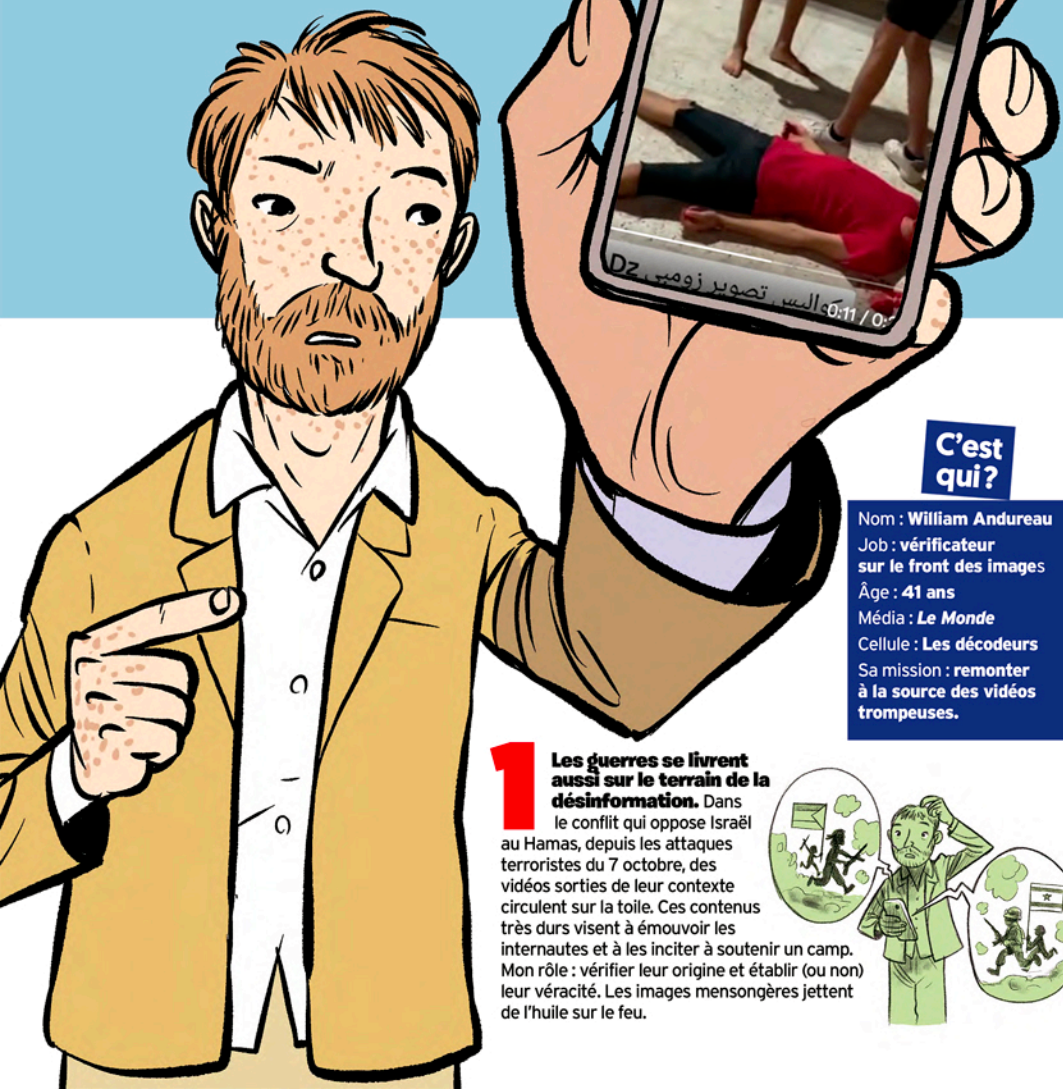 Dz كواليس تصوير زومبي
0:11 / 0:
C'est
qui ?
Nom : William Andureau
Job : vérificateur
sur le front des images
Âge : 41 ans
Média : Le Monde
Cellule : Les décodeurs
Sa mission : remonter
à la source des vidéos
trompeuses.
1
Les guerres se livrent
aussi sur le terrain de la
désinformation. Dans
le conflit qui oppose Israël
au Hamas, depuis les attaques
terroristes du 7 octobre, des
vidéos sorties de leur contexte
circulent sur la toile. Ces contenus
très durs visent à émouvoir les
internautes et à les inciter à soutenir un camp.
Mon rôle : vérifier leur origine et établir (ou non)
leur véracité. Les images mensongères jettent
de l'huile sur le feu.